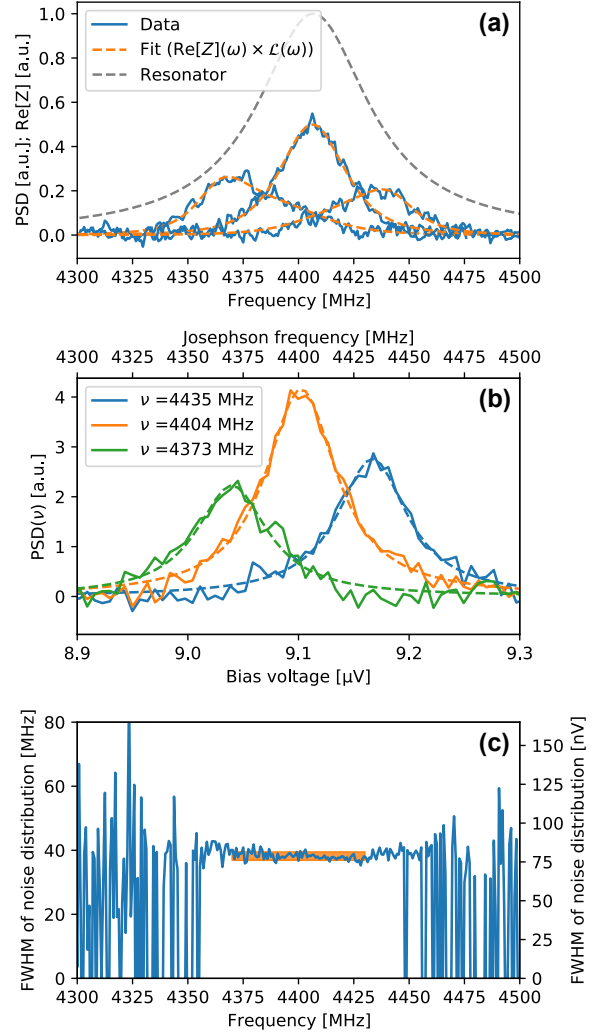 (a)
Data
Fit (Re[Z](ω) × ℒ(ω))
Resonator
PSD [a.u.]; Re[Z] [a.u.]
1.0
0.8
0.6
0.4
0.2
0.0
4300 4325 4350 4375 4400 4425 4450 4475 4500
Frequency [MHz]
Josephson frequency [MHz]
4300 4325 4350 4375 4400 4425 4450 4475 4500
(b)
ν =4435 MHz
ν =4404 MHz
ν =4373 MHz
PSD(ν) [a.u.]
4
3
2
1
0
8.9 9.0 9.1 9.2 9.3
Bias voltage [µV]
(c)
FWHM of noise distribution [MHz]
80
60
40
20
0
150
125
100
75
50
25
0
FWHM of noise distribution [nV]
4300 4325 4350 4375 4400 4425 4450 4475 4500
Frequency [MHz]